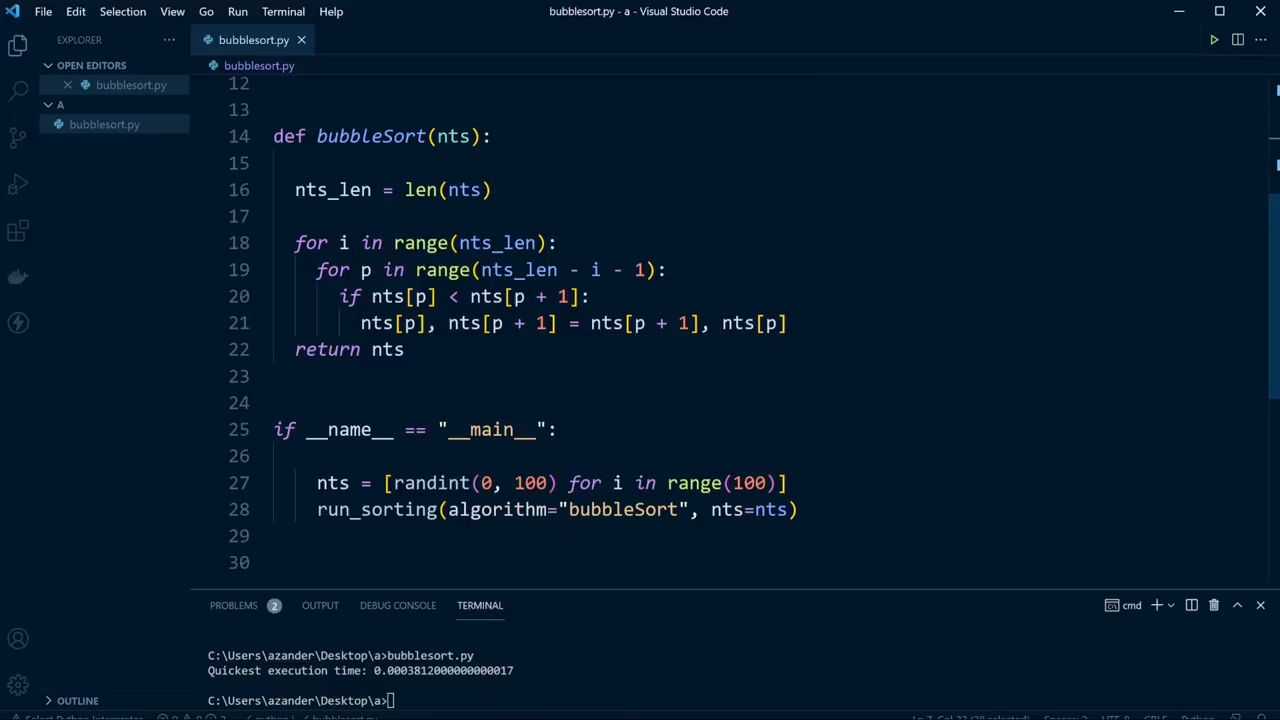 File Edit Selection View Go Run Terminal Help bubblesort.py - a - Visual Studio Code
EXPLORER
bubblesort.py
OPEN EDITORS
bubblesort.py
bubblesort.py
A
bubblesort.py
12
13
14 def bubbleSort(nts):
15
16 nts_len = len(nts)
17
18 for i in range(nts_len):
19 for p in range(nts_len - i - 1):
20 if nts[p] < nts[p + 1]:
21 nts[p], nts[p + 1] = nts[p + 1], nts[p]
22 return nts
23
24
25 if __name__ == "__main__":
26
27 nts = [randint(0, 100) for i in range(100)]
28 run_sorting(algorithm="bubbleSort", nts=nts)
29
30
PROBLEMS 2 OUTPUT DEBUG CONSOLE TERMINAL cmd
C:\Users\azander\Desktop\a>bubblesort.py
Quickest execution time: 0.0003812000000000017
C:\Users\azander\Desktop\a>
OUTLINE